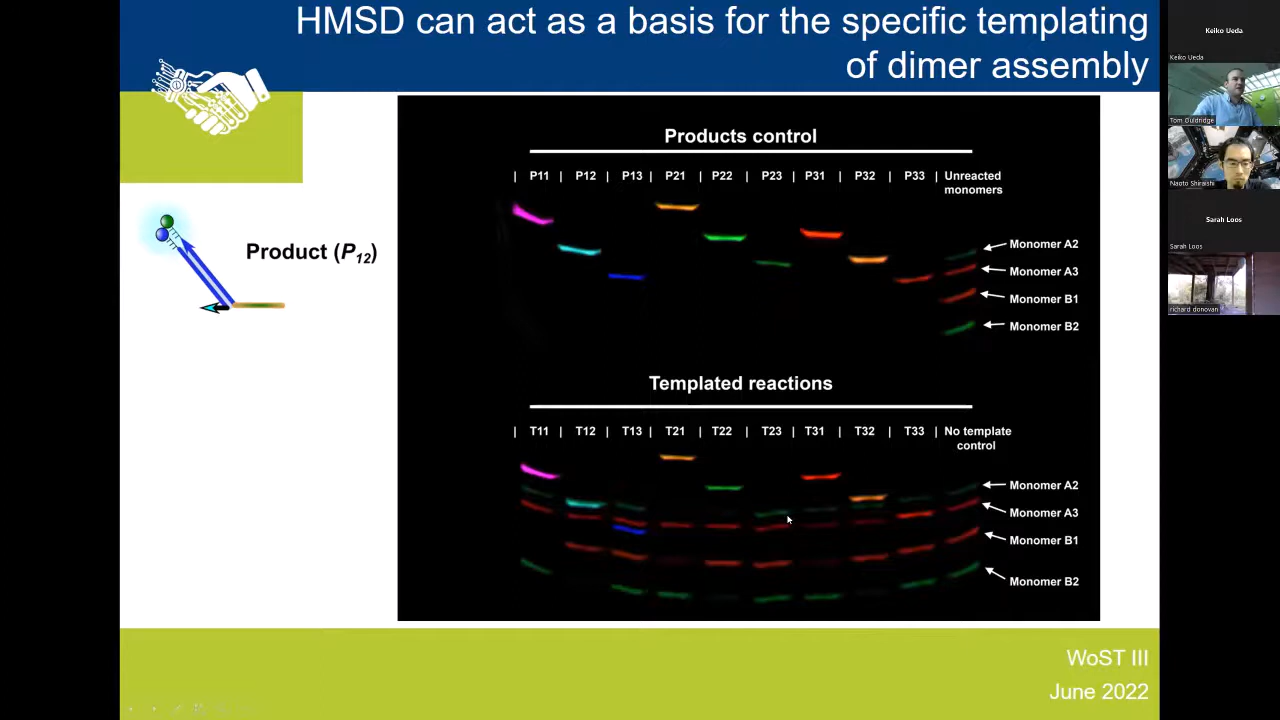 HMSD can act as a basis for the specific templating
of dimer assembly
Product (P12)
Products control
| P11 | P12 | P13 | P21 | P22 | P23 | P31 | P32 | P33 | Unreacted
monomers
Monomer A2
Monomer A3
Monomer B1
Monomer B2
Templated reactions
| T11 | T12 | T13 | T21 | T22 | T23 | T31 | T32 | T33 | No template
control
Monomer A2
Monomer A3
Monomer B1
Monomer B2
WoST III
June 2022
Keiko Ueda
Keiko Ueda
Tom Ouldridge
Naoto Shiraishi
Sarah Loos
Sarah Loos
richard donovan